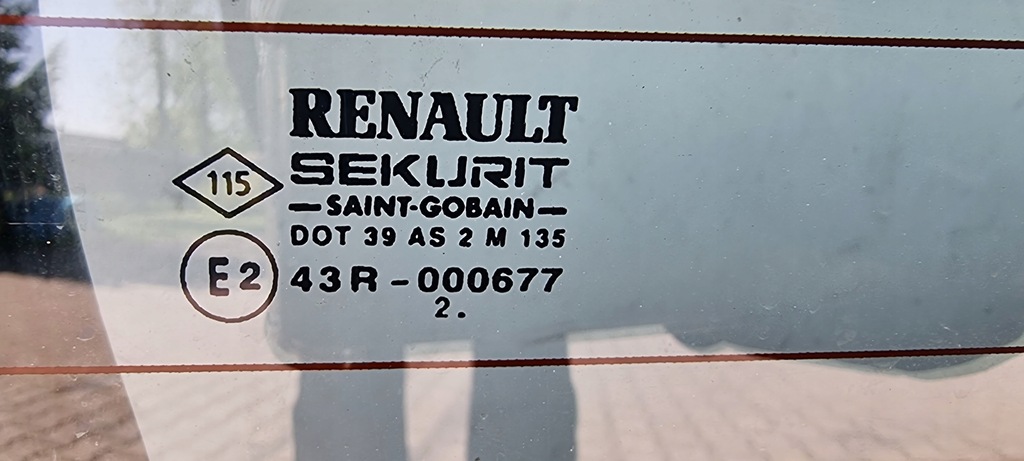 RENAULT
115 SEKURIT
—SAINT-GOBAIN—
DOT 39 AS 2 M 135
E2 43R-000677
2.